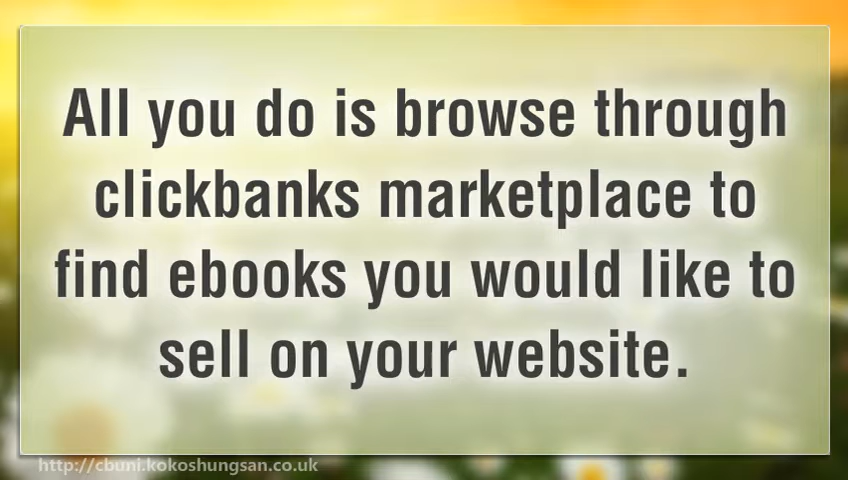 All you do is browse through
clickbanks marketplace to
find ebooks you would like to
sell on your website.
http://cbuni.kokoshungsan.co.uk